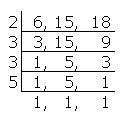 2 6, 15, 18
3 3, 15, 9
3 1, 5, 3
5 1, 5, 1
1, 1, 1